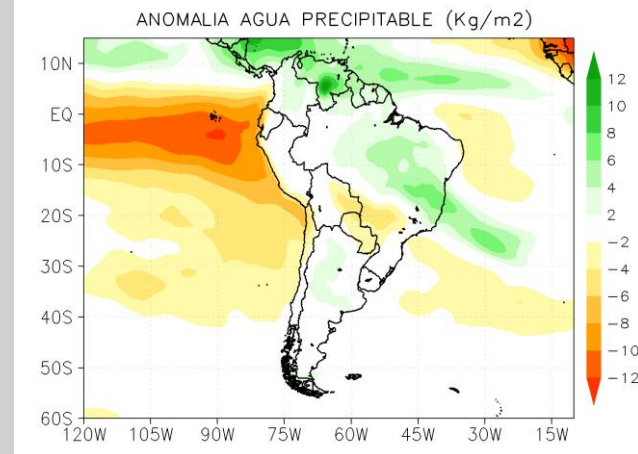 ANOMALIA AGUA PRECIPITABLE (Kg/m2)
10N
EQ
10S
20S
30S
40S
50S
60S
120W 105W 90W 75W 60W 45W 30W 15W
12
10
8
6
4
2
−2
−4
−6
−8
−10
−12